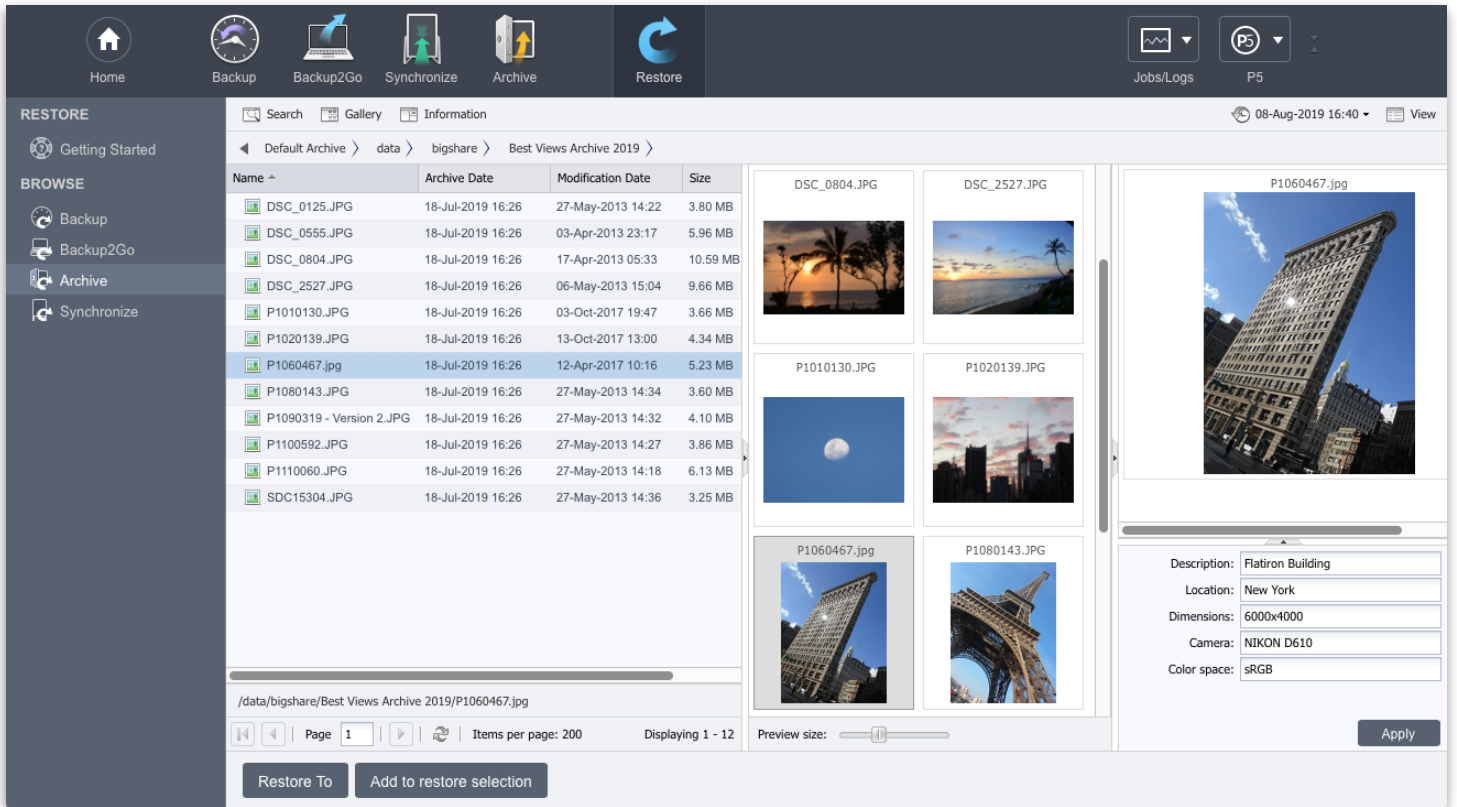 Home
Backup
Backup2Go
Synchronize
Archive
Restore
Jobs/Logs
P5
P5
RESTORE
Getting Started
BROWSE
Backup
Backup2Go
Archive
Synchronize
Search Gallery Information
08-Aug-2019 16:40 View
Default Archive data bigshare Best Views Archive 2019
Name Archive Date Modification Date Size
DSC_0125.JPG 18-Jul-2019 16:26 27-May-2013 14:22 3.80 MB
DSC_0555.JPG 18-Jul-2019 16:26 03-Apr-2013 23:17 5.96 MB
DSC_0804.JPG 18-Jul-2019 16:26 17-Apr-2013 05:33 10.59 MB
DSC_2527.JPG 18-Jul-2019 16:26 06-May-2013 15:04 9.66 MB
P1010130.JPG 18-Jul-2019 16:26 03-Oct-2017 19:47 3.66 MB
P1020139.JPG 18-Jul-2019 16:26 13-Oct-2017 13:00 4.34 MB
P1060467.jpg 18-Jul-2019 16:26 12-Apr-2017 10:16 5.23 MB
P1080143.JPG 18-Jul-2019 16:26 27-May-2013 14:34 3.60 MB
P1090319 - Version 2.JPG 18-Jul-2019 16:26 27-May-2013 14:32 4.10 MB
P1100592.JPG 18-Jul-2019 16:26 27-May-2013 14:27 3.86 MB
P1110060.JPG 18-Jul-2019 16:26 27-May-2013 14:18 6.13 MB
SDC15304.JPG 18-Jul-2019 16:26 27-May-2013 14:36 3.25 MB
/data/bigshare/Best Views Archive 2019/P1060467.jpg
Page 1 Items per page: 200 Displaying 1 - 12
DSC_0804.JPG DSC_2527.JPG
P1010130.JPG P1020139.JPG
P1060467.jpg P1080143.JPG
Preview size:
P1060467.jpg
Description: Flatiron Building
Location: New York
Dimensions: 6000x4000
Camera: NIKON D610
Color space: sRGB
Apply
Restore To Add to restore selection